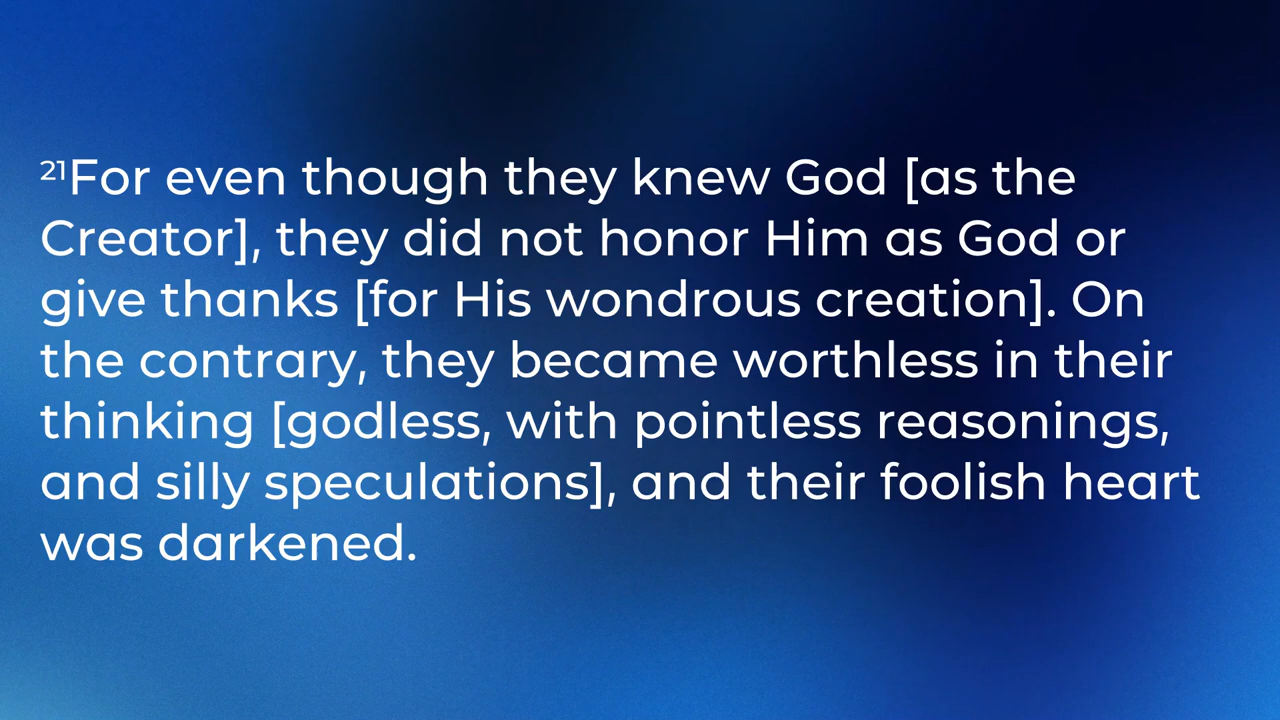 ²¹For even though they knew God [as the
Creator], they did not honor Him as God or
give thanks [for His wondrous creation]. On
the contrary, they became worthless in their
thinking [godless, with pointless reasonings,
and silly speculations], and their foolish heart
was darkened.